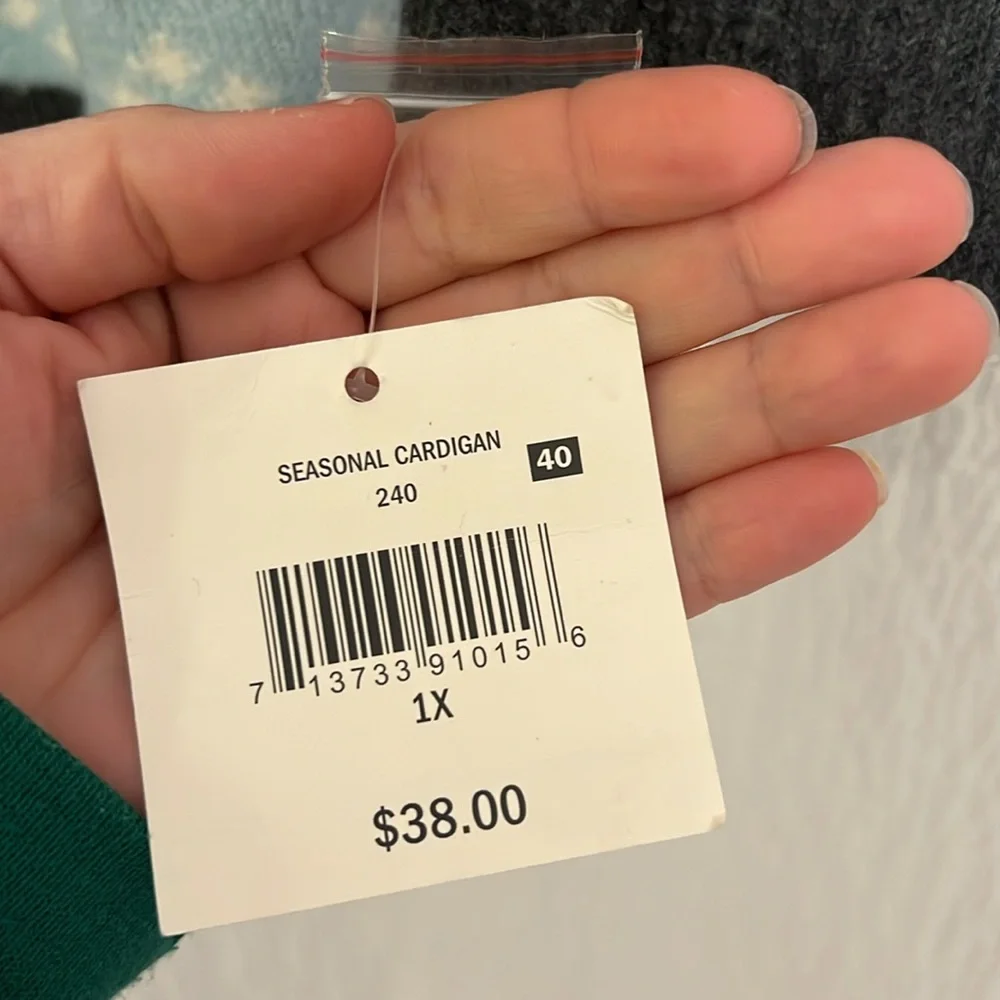 SEASONAL CARDIGAN 40
240
7 13733 91015 6
1X
$38.00